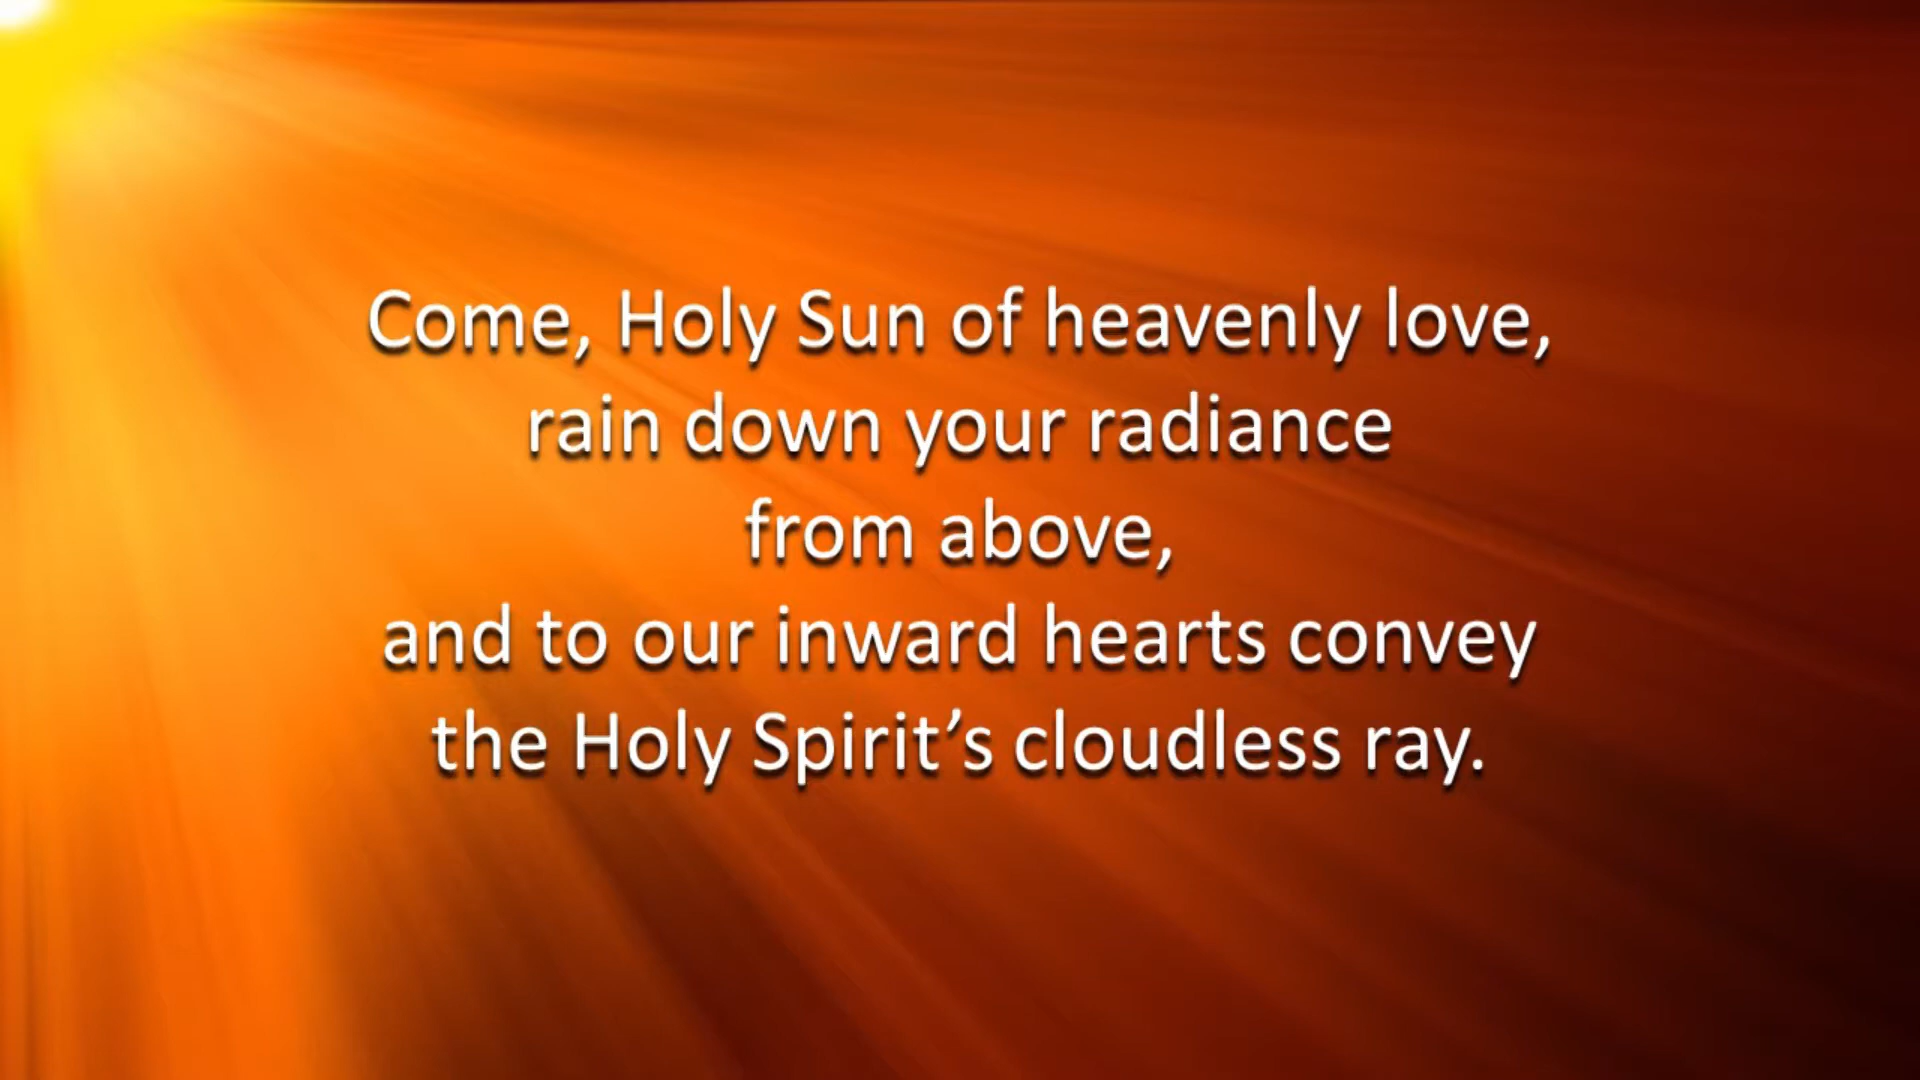 Come, Holy Sun of heavenly love,
rain down your radiance
from above,
and to our inward hearts convey
the Holy Spirit’s cloudless ray.